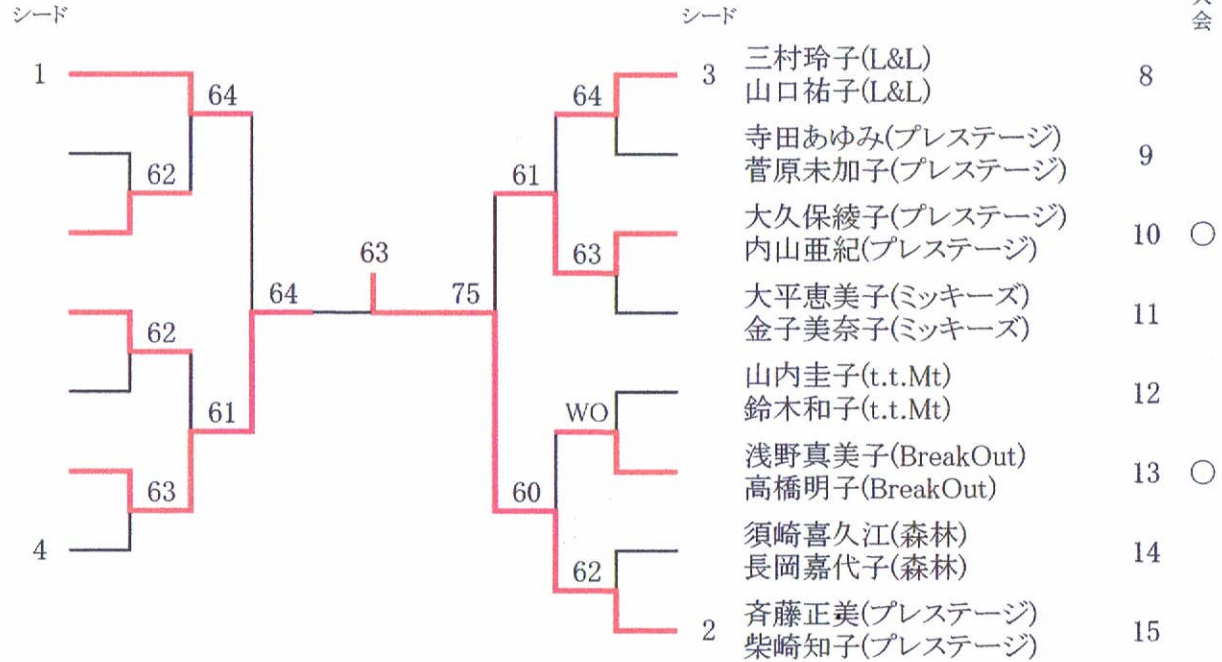 シード
シード
会
1
64
62
62
61
63
4
64
63
75
64
61
63
WO
60
62
3 三村玲子(L&L) 8
山口祐子(L&L)
寺田あゆみ(プレステージ) 9
菅原未加子(プレステージ)
大久保綾子(プレステージ) 10 ○
内山亜紀(プレステージ)
大平恵美子(ミッキーズ) 11
金子美奈子(ミッキーズ)
山内圭子(t.t.Mt) 12
鈴木和子(t.t.Mt)
浅野真美子(BreakOut) 13 ○
高橋明子(BreakOut)
須崎喜久江(森林) 14
長岡嘉代子(森林)
2 斉藤正美(プレステージ) 15
柴崎知子(プレステージ)